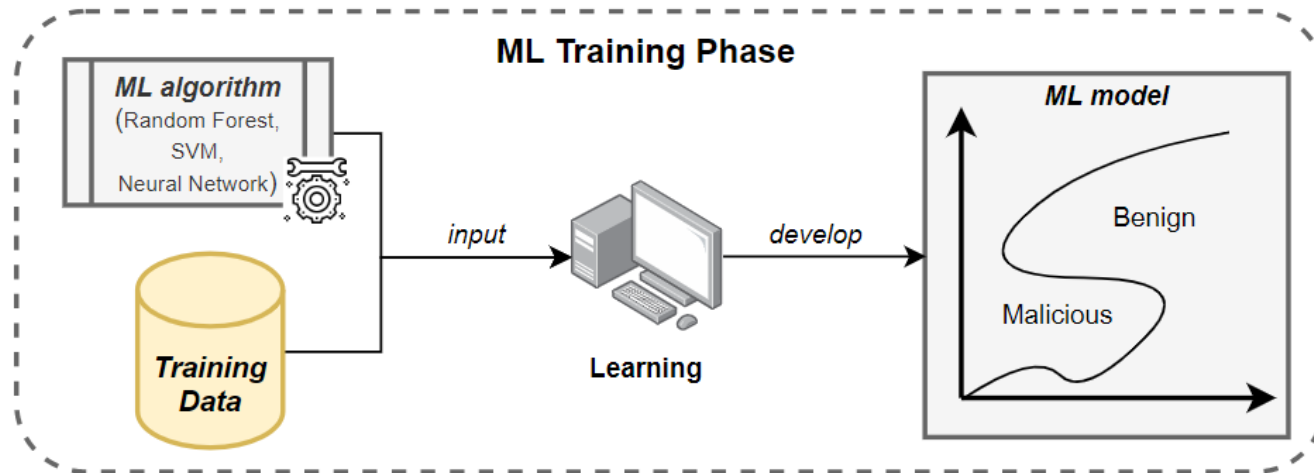 ML Training Phase
ML algorithm
(Random Forest,
SVM,
Neural Network)
Training
Data
input
Learning
develop
ML model
Benign
Malicious